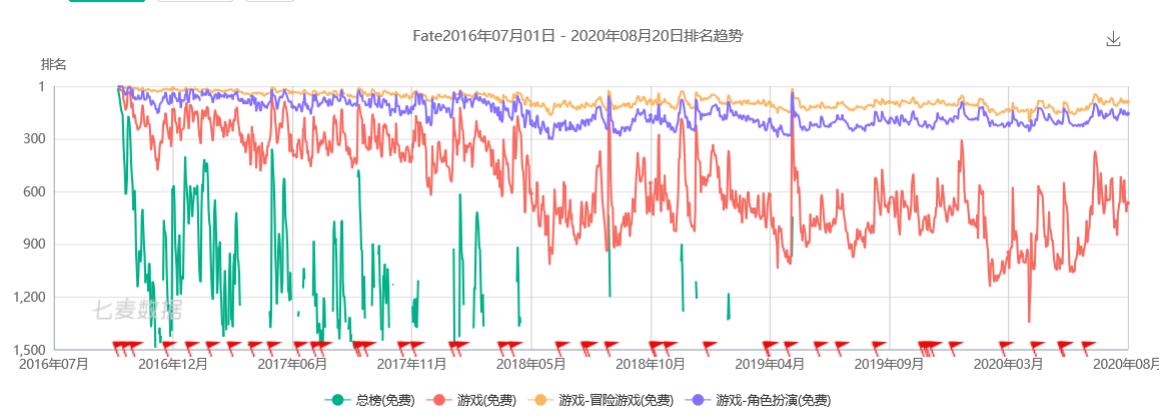 Fate2016年07月01日 - 2020年08月20日排名趋势
排名
1
300
600
900
1,200
1,500
七麦数据
2016年07月 2016年12月 2017年06月 2017年11月 2018年05月 2018年10月 2019年04月 2019年09月 2020年03月 2020年08月
总榜(免费) 游戏(免费) 游戏-冒险游戏(免费) 游戏-角色扮演(免费)